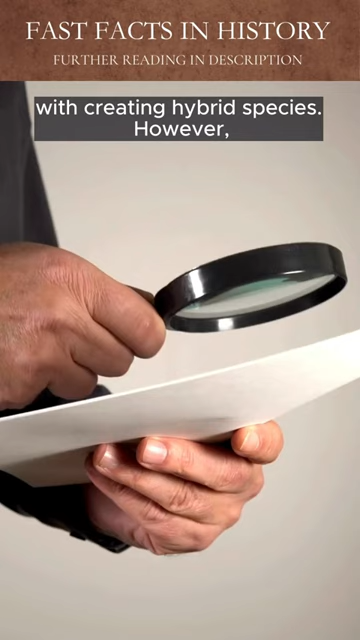 FAST FACTS IN HISTORY
FURTHER READING IN DESCRIPTION
with creating hybrid species.
However,